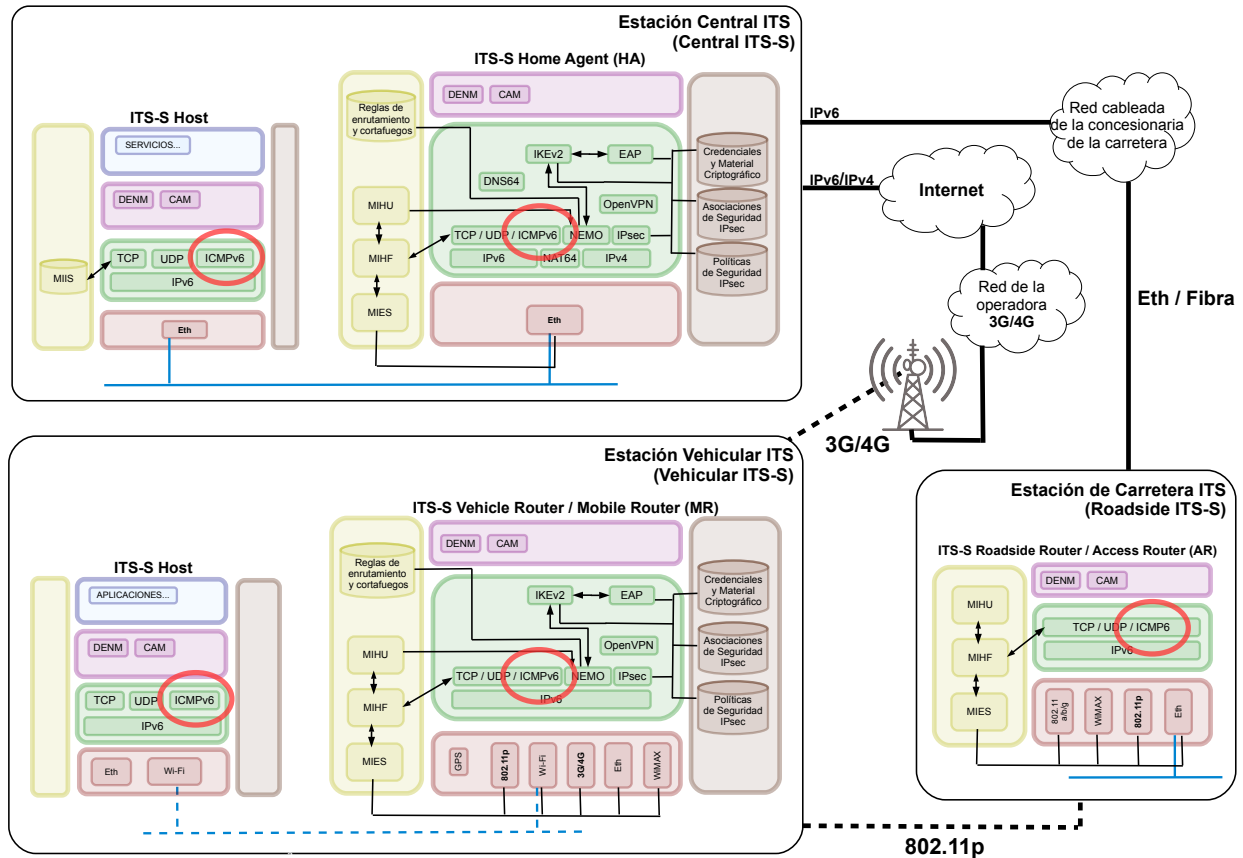 Estación Central ITS
(Central ITS-S)
ITS-S Home Agent (HA)
ITS-S Host
SERVICIOS...
DENM
CAM
TCP
UDP
ICMPv6
IPv6
MIIS
Eth
Reglas de
enrutamiento
y cortafuegos
MIHU
MIHF
MIES
DENM
CAM
IKEv2
EAP
DNS64
OpenVPN
TCP / UDP / ICMPv6
NEMO
IPsec
IPv6
NAT64
IPv4
Eth
Credenciales
y Material
Criptográfico
Asociaciones
de Seguridad
IPsec
Políticas
de Seguridad
IPsec
IPv6
IPv6/IPv4
Red cableada
de la concesionaria
de la carretera
Internet
Red de la
operadora
3G/4G
Eth / Fibra
3G/4G
Estación Vehicular ITS
(Vehicular ITS-S)
ITS-S Vehicle Router / Mobile Router (MR)
ITS-S Host
APLICACIONES...
DENM
CAM
TCP
UDP
ICMPv6
IPv6
Eth
Wi-Fi
Reglas de
enrutamiento
y cortafuegos
MIHU
MIHF
MIES
DENM
CAM
IKEv2
EAP
OpenVPN
TCP / UDP / ICMPv6
NEMO
IPsec
IPv6
GPS
802.11p
Wi-Fi
3G/4G
Eth
WiMAX
Credenciales
y Material
Criptográfico
Asociaciones
de Seguridad
IPsec
Políticas
de Seguridad
IPsec
Estación de Carretera ITS
(Roadside ITS-S)
ITS-S Roadside Router / Access Router (AR)
MIHU
MIHF
MIES
DENM
CAM
TCP / UDP / ICMP6
IPv6
802.11
a/b/g
WiMAX
802.11p
Eth
802.11p